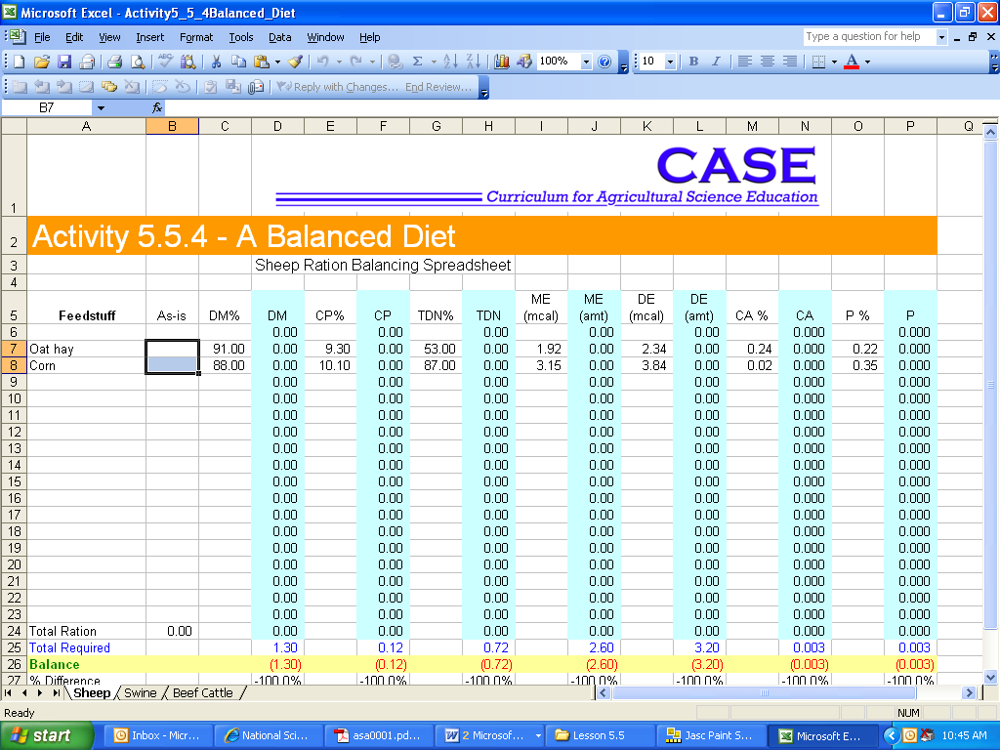 Microsoft Excel - Activity5_5_4Balanced_Diet
File Edit View Insert Format Tools Data Window Help Type a question for help
100% 10 B I A
Reply with Changes... End Review...
B7 fx
A B C D E F G H I J K L M N O P Q
CASE
1 Curriculum for Agricultural Science Education
2 Activity 5.5.4 - A Balanced Diet
3 Sheep Ration Balancing Spreadsheet
4
ME ME DE DE
5 Feedstuff As-is DM% DM CP% CP TDN% TDN (mcal) (amt) (mcal) (amt) CA % CA P % P
6 0.00 0.00 0.00 0.00 0.00 0.000 0.000
7 Oat hay 91.00 0.00 9.30 0.00 53.00 0.00 1.92 0.00 2.34 0.00 0.24 0.000 0.22 0.000
8 Corn 88.00 0.00 10.10 0.00 87.00 0.00 3.15 0.00 3.84 0.00 0.02 0.000 0.35 0.000
9 0.00 0.00 0.00 0.00 0.00 0.000 0.000
10 0.00 0.00 0.00 0.00 0.00 0.000 0.000
11 0.00 0.00 0.00 0.00 0.00 0.000 0.000
12 0.00 0.00 0.00 0.00 0.00 0.000 0.000
13 0.00 0.00 0.00 0.00 0.00 0.000 0.000
14 0.00 0.00 0.00 0.00 0.00 0.000 0.000
15 0.00 0.00 0.00 0.00 0.00 0.000 0.000
16 0.00 0.00 0.00 0.00 0.00 0.000 0.000
17 0.00 0.00 0.00 0.00 0.00 0.000 0.000
18 0.00 0.00 0.00 0.00 0.00 0.000 0.000
19 0.00 0.00 0.00 0.00 0.00 0.000 0.000
20 0.00 0.00 0.00 0.00 0.00 0.000 0.000
21 0.00 0.00 0.00 0.00 0.00 0.000 0.000
22 0.00 0.00 0.00 0.00 0.00 0.000 0.000
23 0.00 0.00 0.00 0.00 0.00 0.000 0.000
24 Total Ration 0.00 0.00 0.00 0.00 0.00 0.00 0.000 0.000
25 Total Required 1.30 0.12 0.72 2.60 3.20 0.003 0.003
26 Balance (1.30) (0.12) (0.72) (2.60) (3.20) (0.003) (0.003)
27 % Difference -100.0% -100.0% -100.0% -100.0% -100.0% -100.0% -100.0%
Sheep Swine Beef Cattle
Ready NUM
start Inbox - Micr... National Sci... asa0001.pd... 2 Microsof... Lesson 5.5 Jasc Paint S... Microsoft E... 10:45 AM